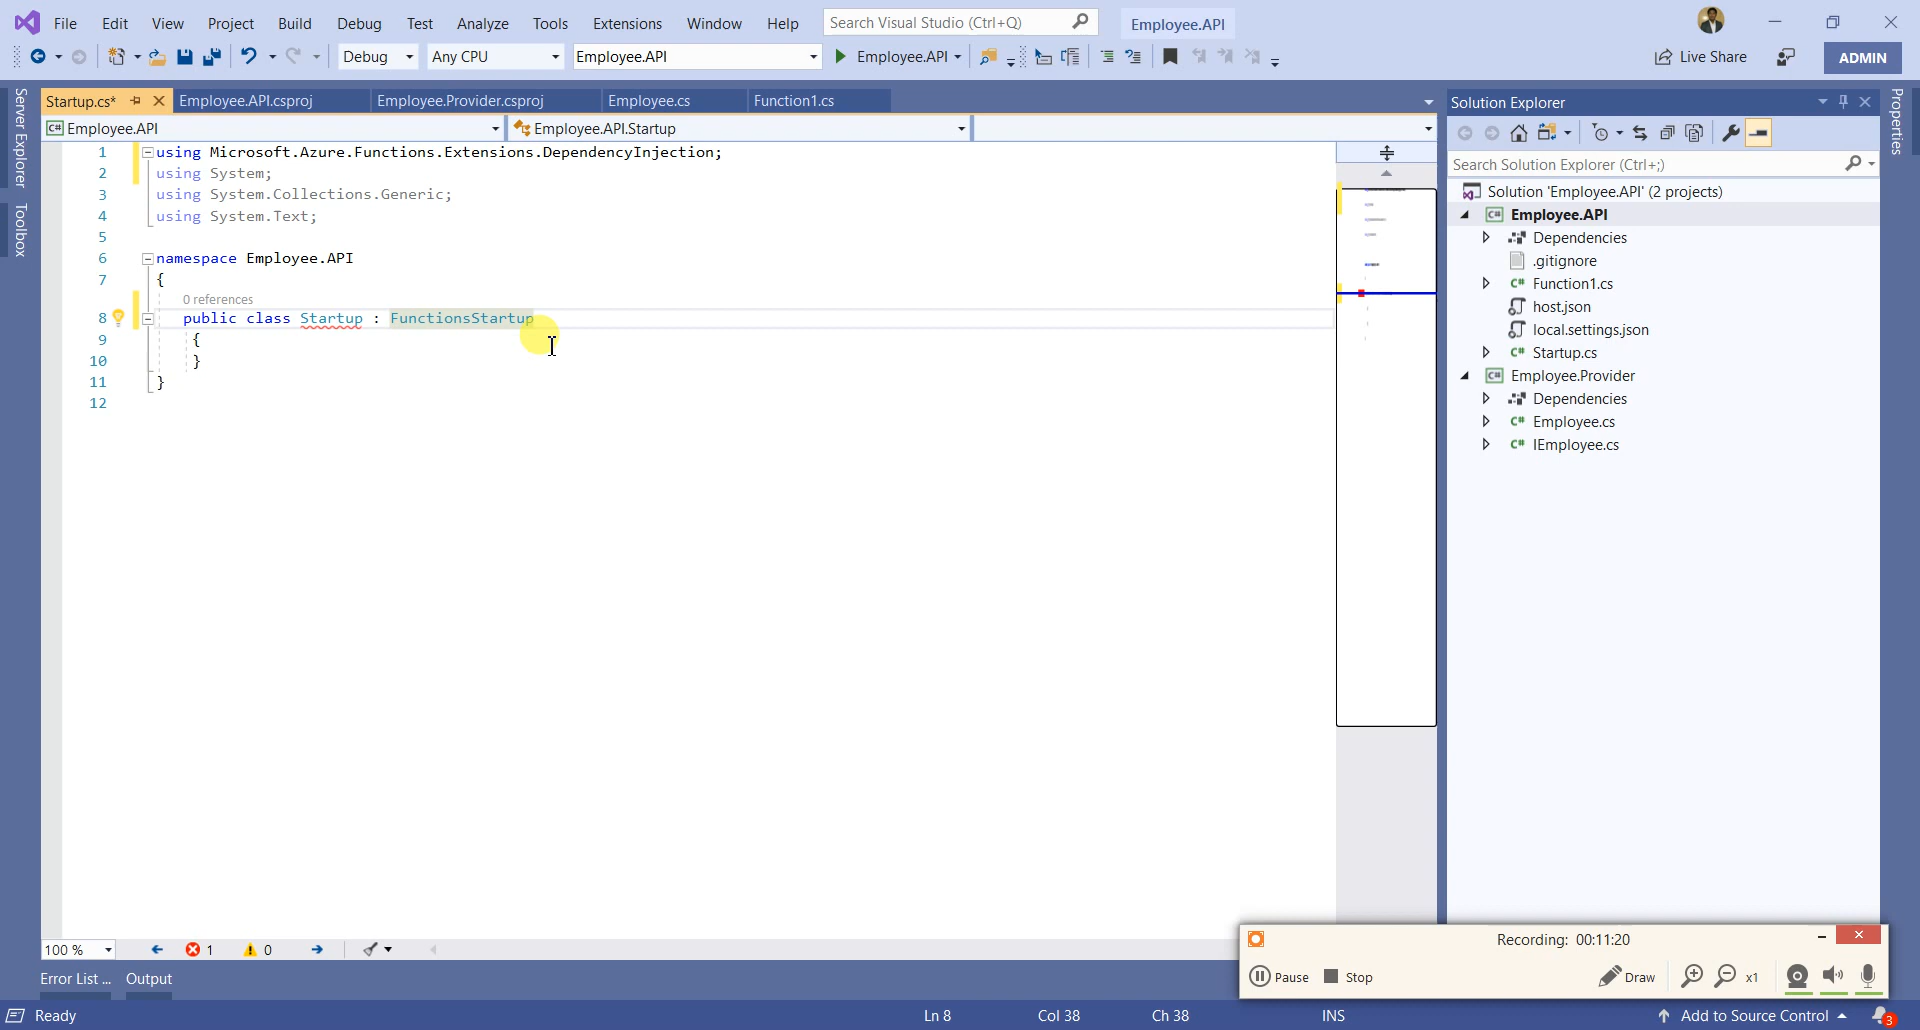 File Edit View Project Build Debug Test Analyze Tools Extensions Window Help Search Visual Studio (Ctrl+Q) Employee.API
Debug Any CPU Employee.API Employee.API Live Share ADMIN
Server Explorer
Toolbox
Startup.cs* Employee.API.csproj Employee.Provider.csproj Employee.cs Function1.cs
C# Employee.API Employee.API.Startup
1 using Microsoft.Azure.Functions.Extensions.DependencyInjection;
2 using System;
3 using System.Collections.Generic;
4 using System.Text;
5
6 namespace Employee.API
7 {
0 references
8 public class Startup : FunctionsStartup
9 {
10 }
11 }
12
Solution Explorer
Search Solution Explorer (Ctrl+;)
Solution 'Employee.API' (2 projects)
C# Employee.API
Dependencies
.gitignore
C# Function1.cs
host.json
local.settings.json
C# Startup.cs
C# Employee.Provider
Dependencies
C# Employee.cs
C# IEmployee.cs
Properties
100 % 1 0
Error List ... Output
Recording: 00:11:20
Pause Stop Draw x1
Ready Ln 8 Col 38 Ch 38 INS Add to Source Control 3